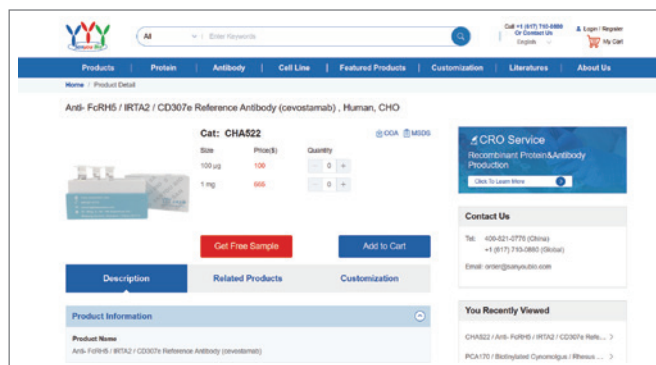 Call +1 (617) 710-0880
Or Contact Us
English
Login / Register
My Cart
All
Enter Keywords
Products
Protein
Antibody
Cell Line
Featured Products
Customization
Literatures
About Us
Home / Product Detail
Anti- FcRH5 / IRTA2 / CD307e Reference Antibody (cevostamab) , Human, CHO
Cat: CHA522
COA
MSDS
Size Price($) Quantity
100 μg 100 - 0 +
1 mg 0 +
Get Free Sample
Add to Cart
CRO Service
Recombinant Protein&Antibody
Production
Click To Learn More
Contact Us
Tel: 400-821-0776 (China)
(Global)
Email: order@sanyoubio.com
Description
Related Products
Customization
Product Information
Product Name
Anti- FcRH5 / IRTA2 / CD307e Reference Antibody (cevostamab)
You Recently Viewed
CHA522 / Anti- FcRH5 / IRTA2 / CD307e Refe... >
PCA170 / Biotinylated Cynomolgus / Rhesus ... >